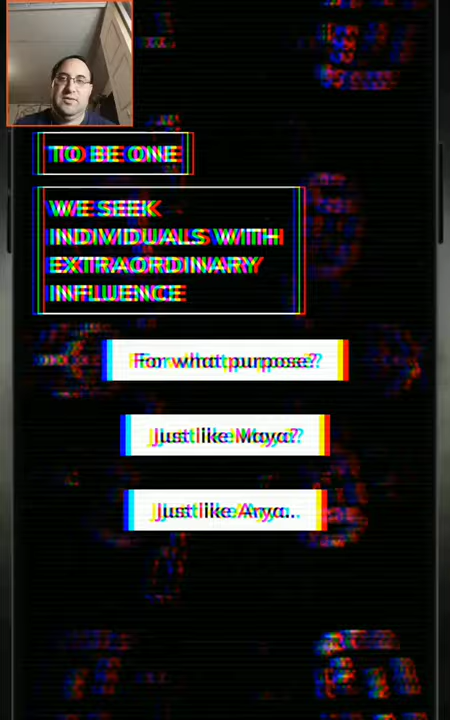 TO BE ONE
WE SEEK
INDIVIDUALS WITH
EXTRAORDINARY
INFLUENCE
For what purpose?
Just like Maya?
Just like Arya..